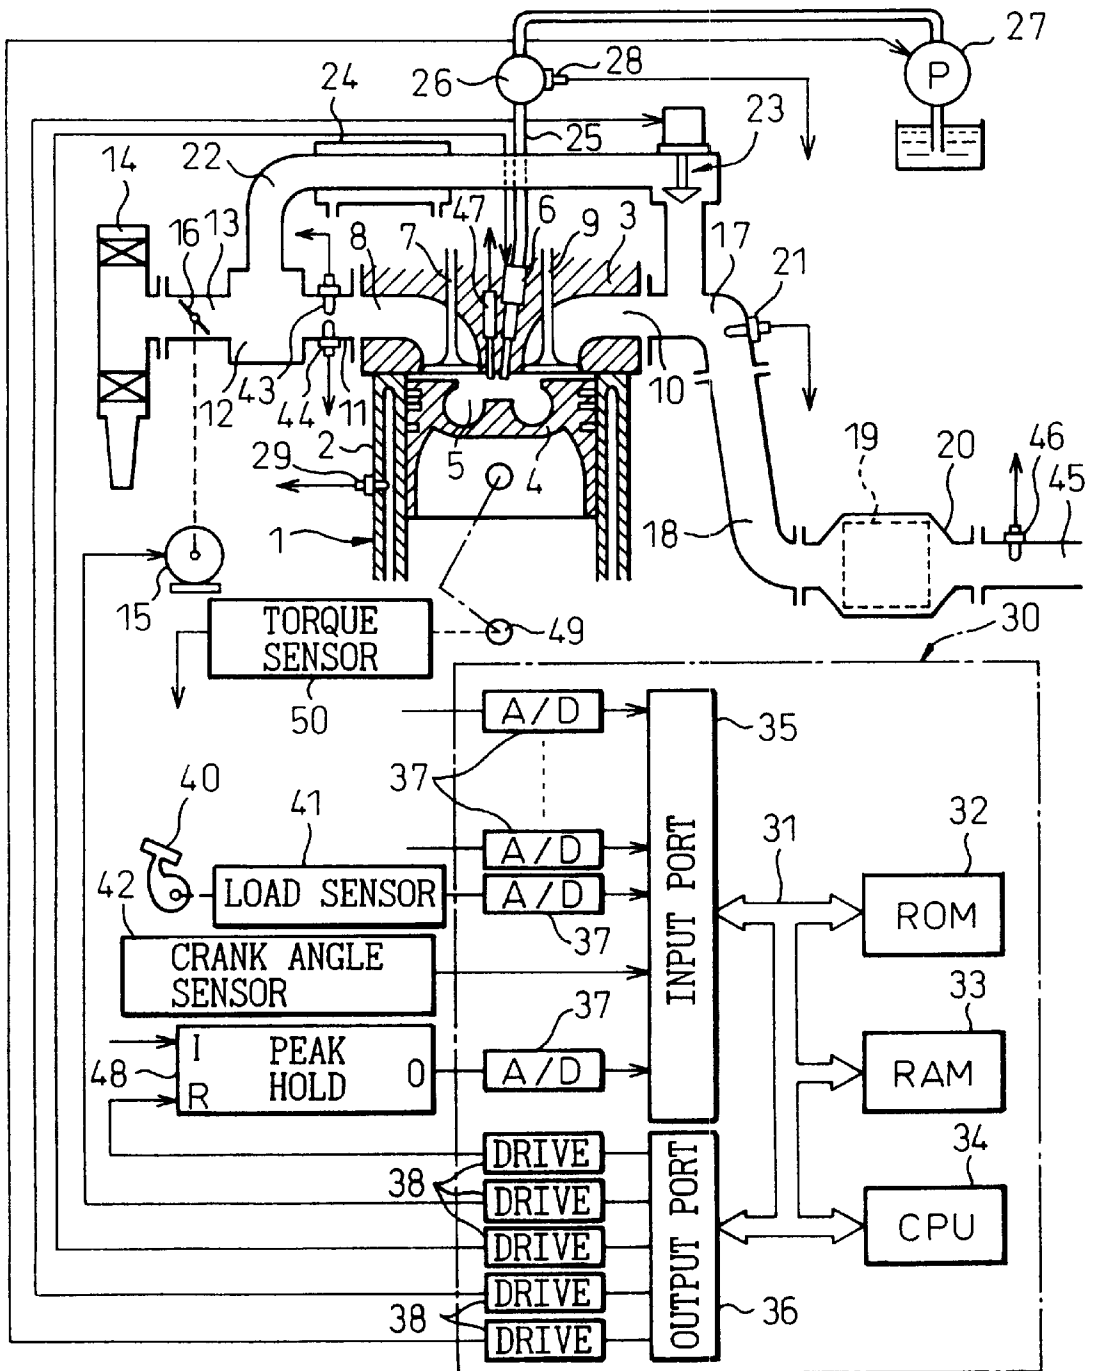 27
P
28
26
24
25
23
22
14
16
13
8
7
47
6
9
3
17
21
12
43
44
11
10
2
5
4
29
19
20
46
45
1
18
15
TORQUE
SENSOR
49
30
50
A/D
35
37
40
41
A/D
31
32
42
LOAD SENSOR
A/D
INPUT PORT
ROM
37
CRANK ANGLE
SENSOR
33
37
I
PEAK
HOLD
O
48
R
A/D
RAM
DRIVE
34
38
DRIVE
DRIVE
OUTPUT PORT
CPU
DRIVE
38
36
DRIVE